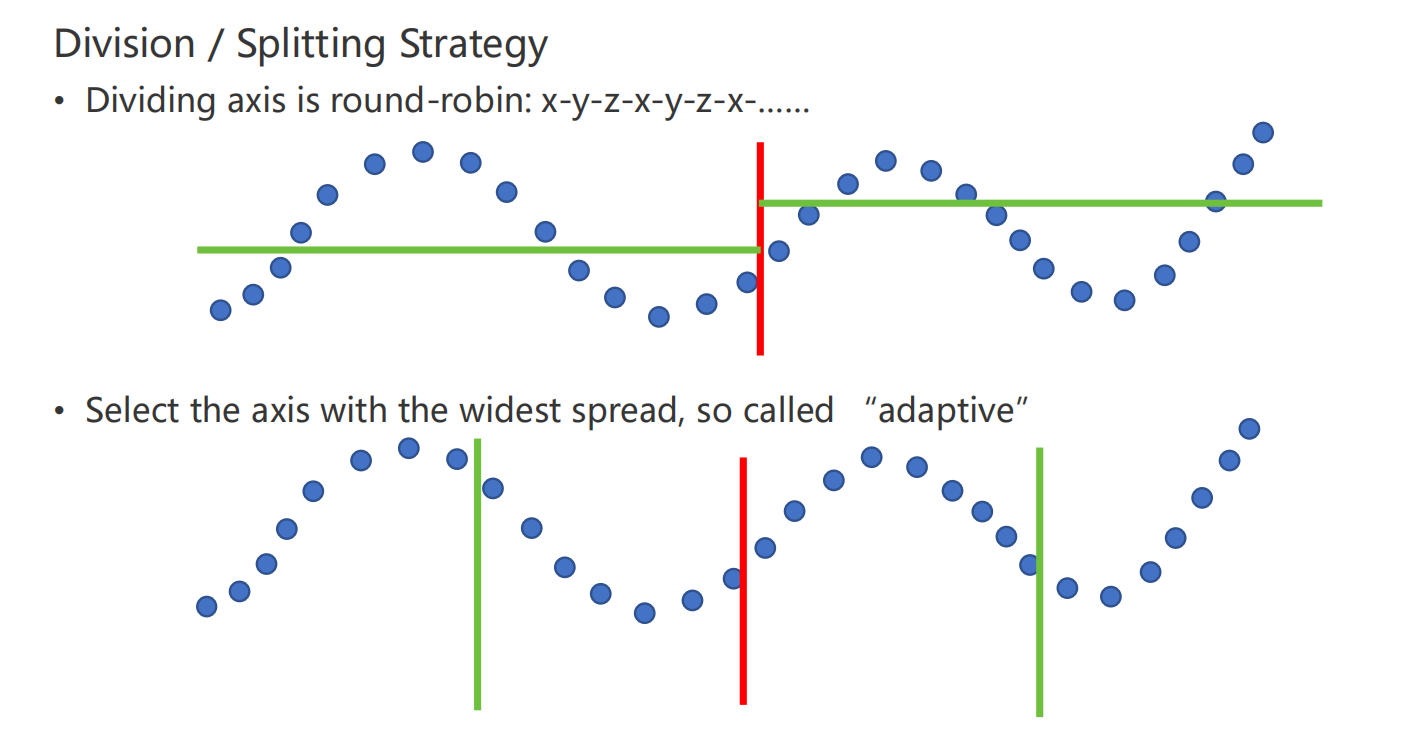 Division / Splitting Strategy
• Dividing axis is round-robin: x-y-z-x-y-z-x-……
• Select the axis with the widest spread, so called “adaptive”